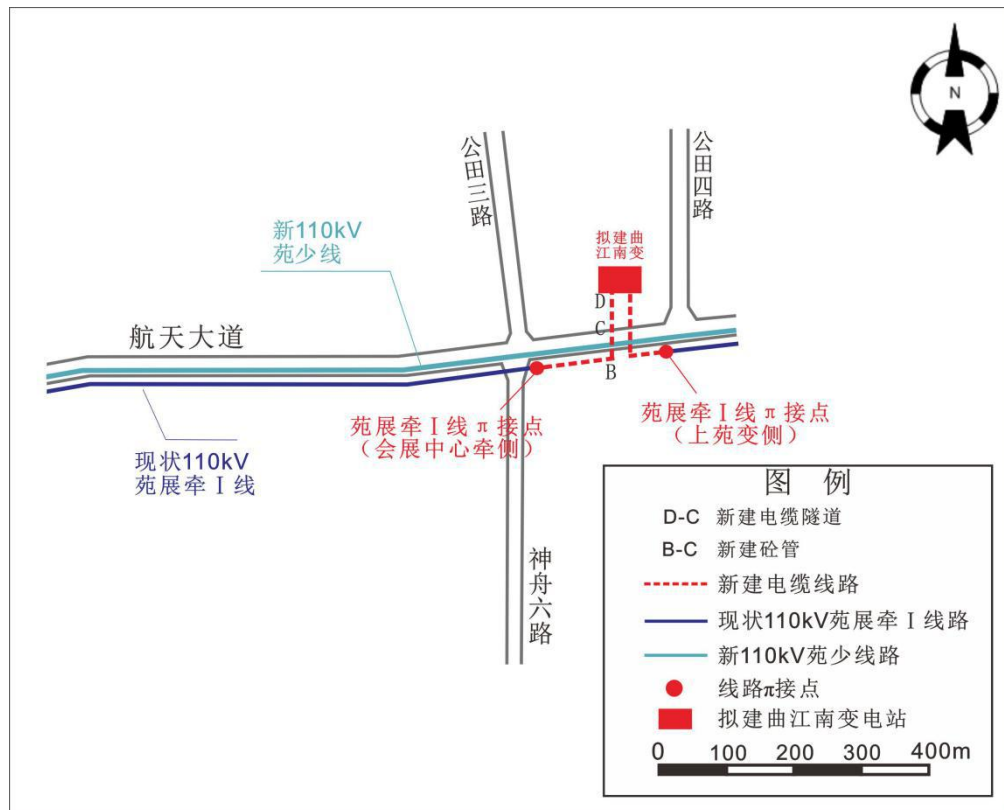 N
公田三路
公田四路
新110kV
苑少线
拟建曲
江南变
D
C
航天大道
B
苑展牵Ⅰ线π接点
（会展中心牵侧）
苑展牵Ⅰ线π接点
（上苑变侧）
现状110kV
苑展牵Ⅰ线
神舟六路
图 例
D-C 新建电缆隧道
B-C 新建砼管
新建电缆线路
现状110kV苑展牵Ⅰ线路
新110kV苑少线路
线路π接点
拟建曲江南变电站
0 100 200 300 400m